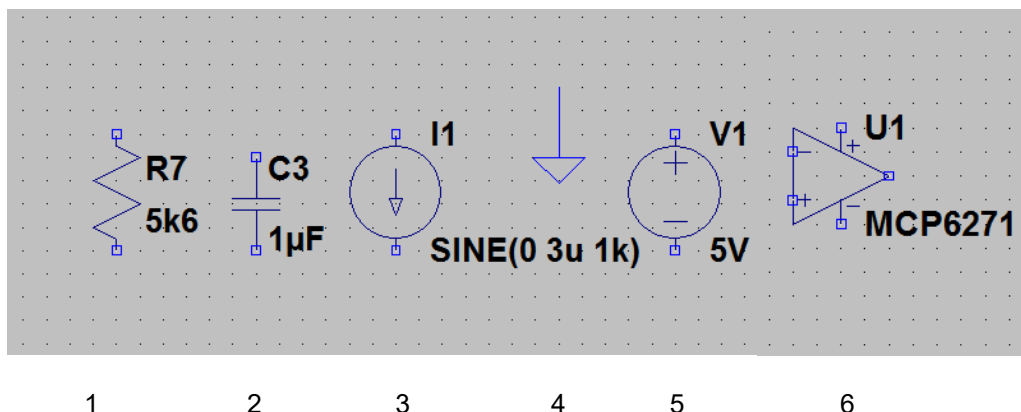 R7
5k6
C3
1µF
I1
SINE(0 3u 1k)
V1
+
−
5V
U1
−
+
+
−
MCP6271
1 2 3 4 5 6